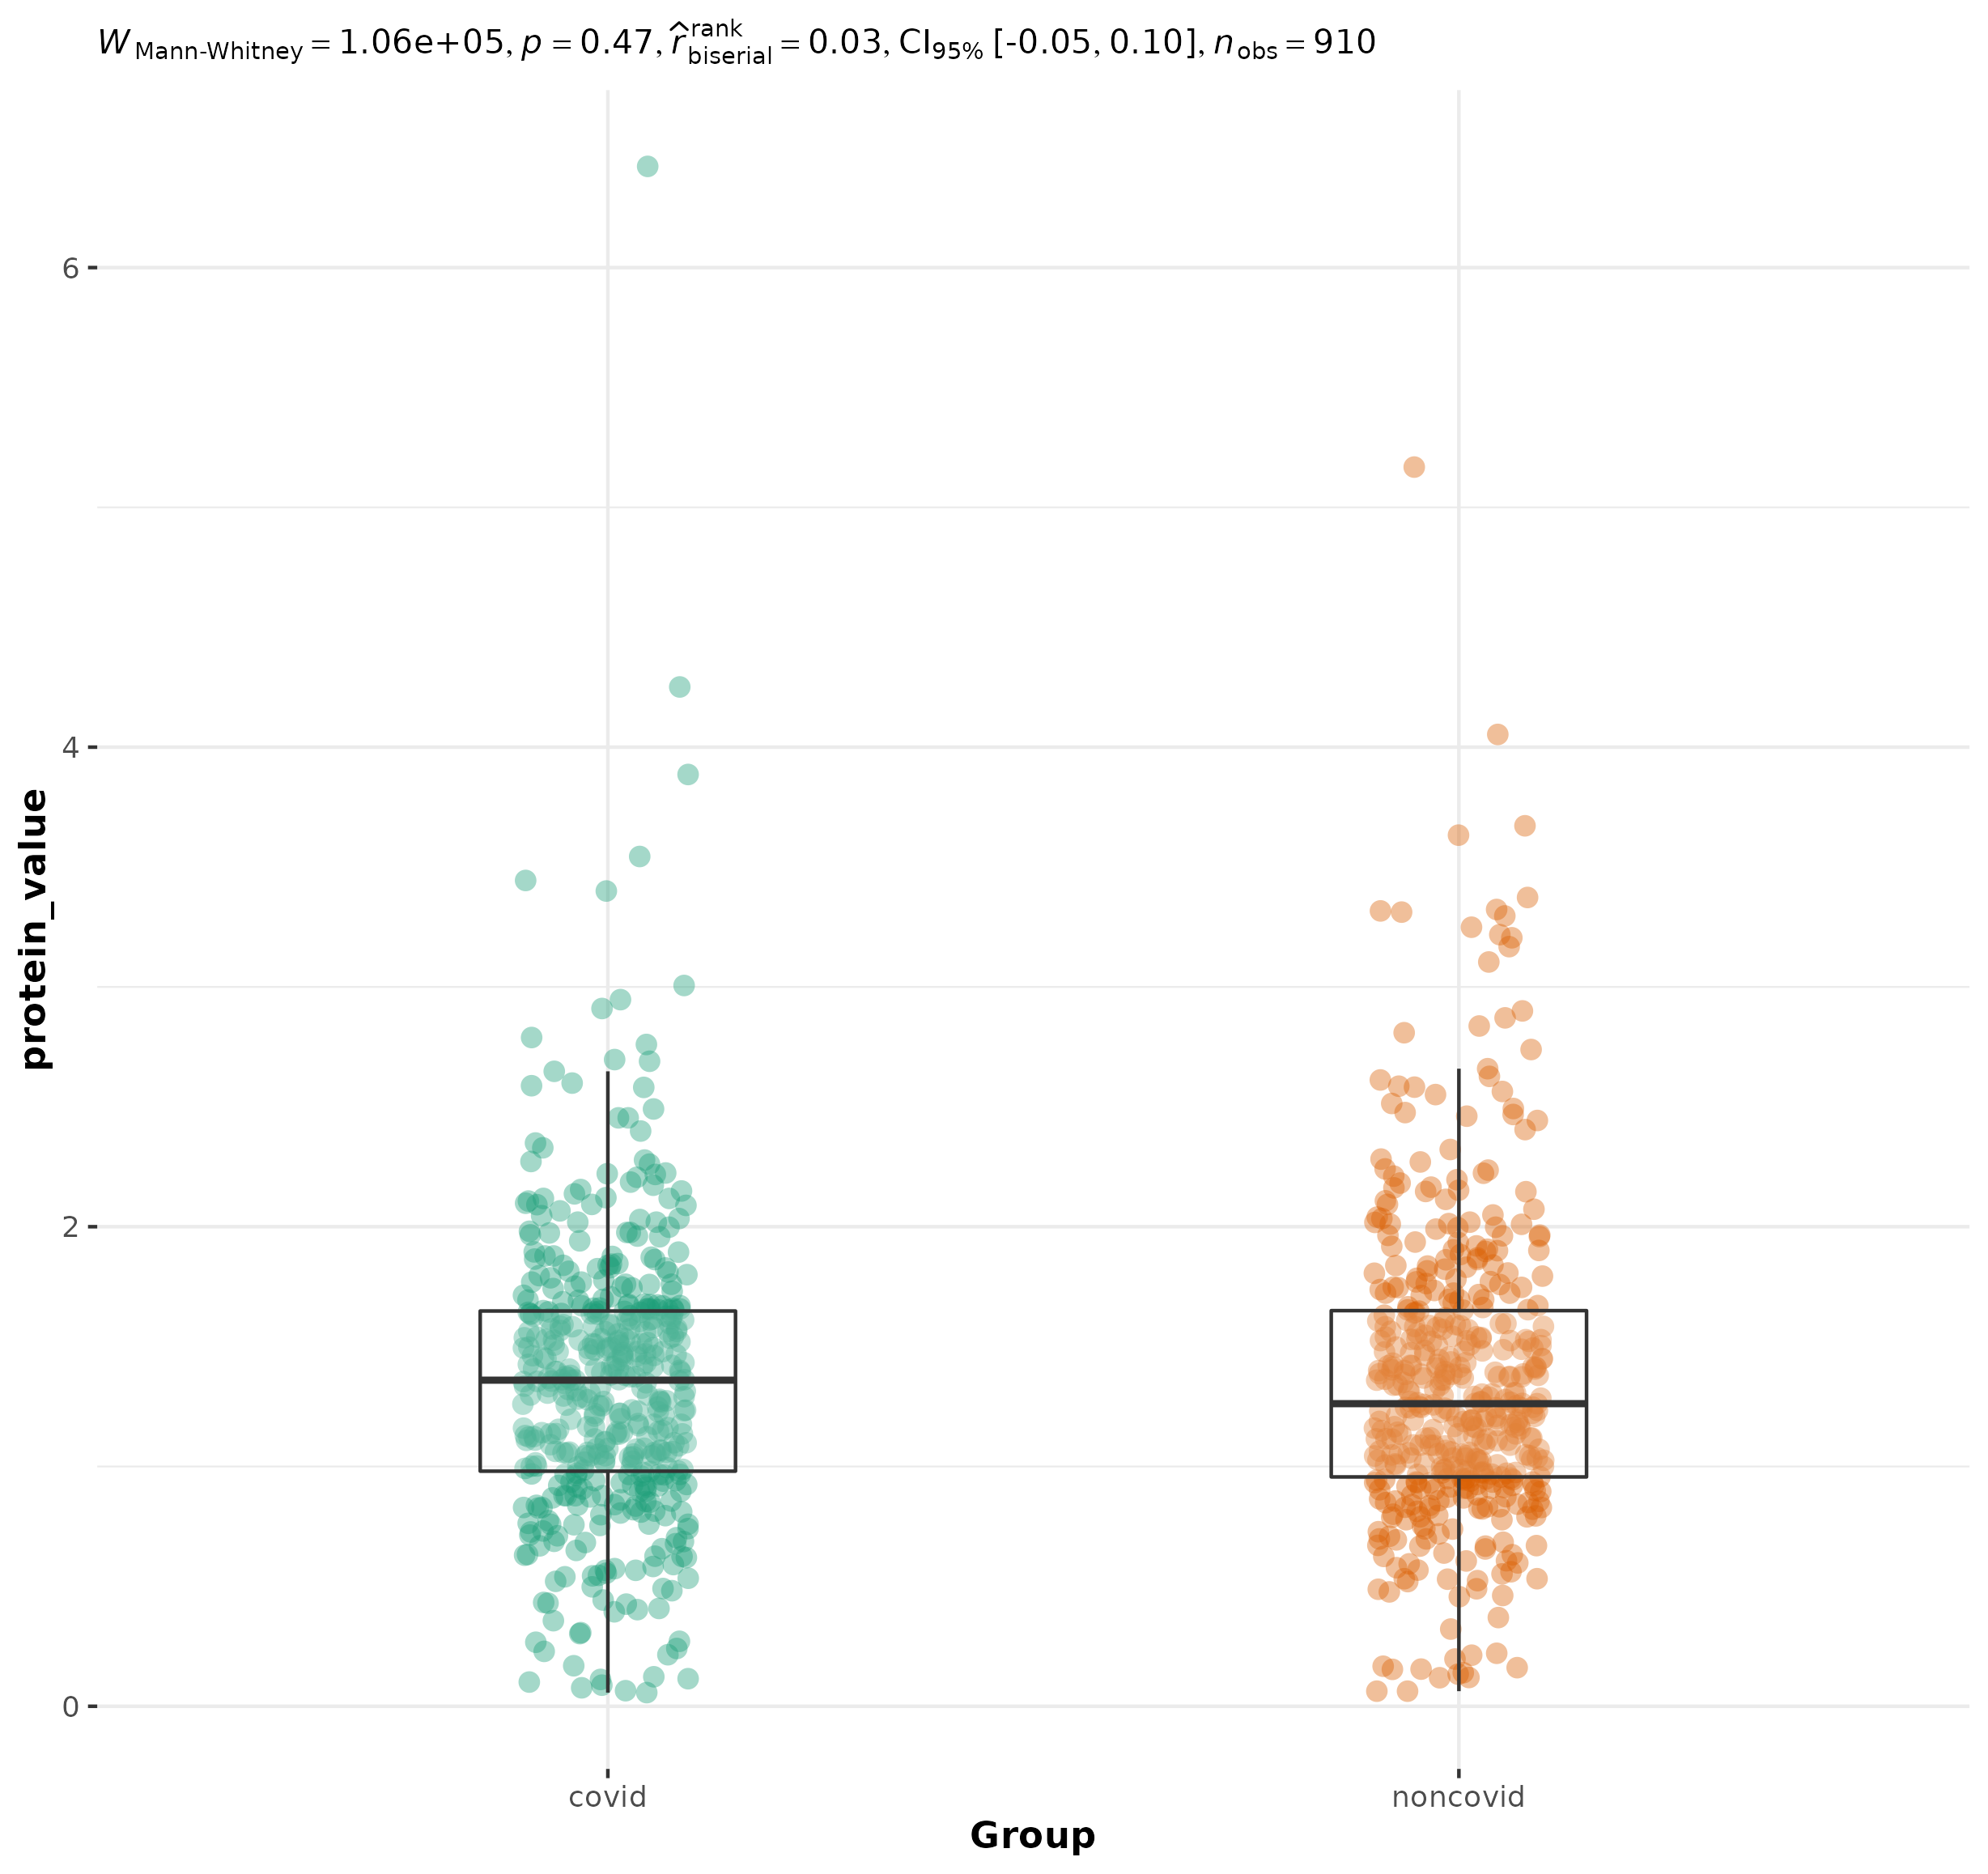 W Mann-Whitney = 1.06e+05, p = 0.47, r̂ rank biserial = 0.03, CI95% [-0.05, 0.10], n obs = 910
6
4
2
0
protein_value
covid
noncovid
Group